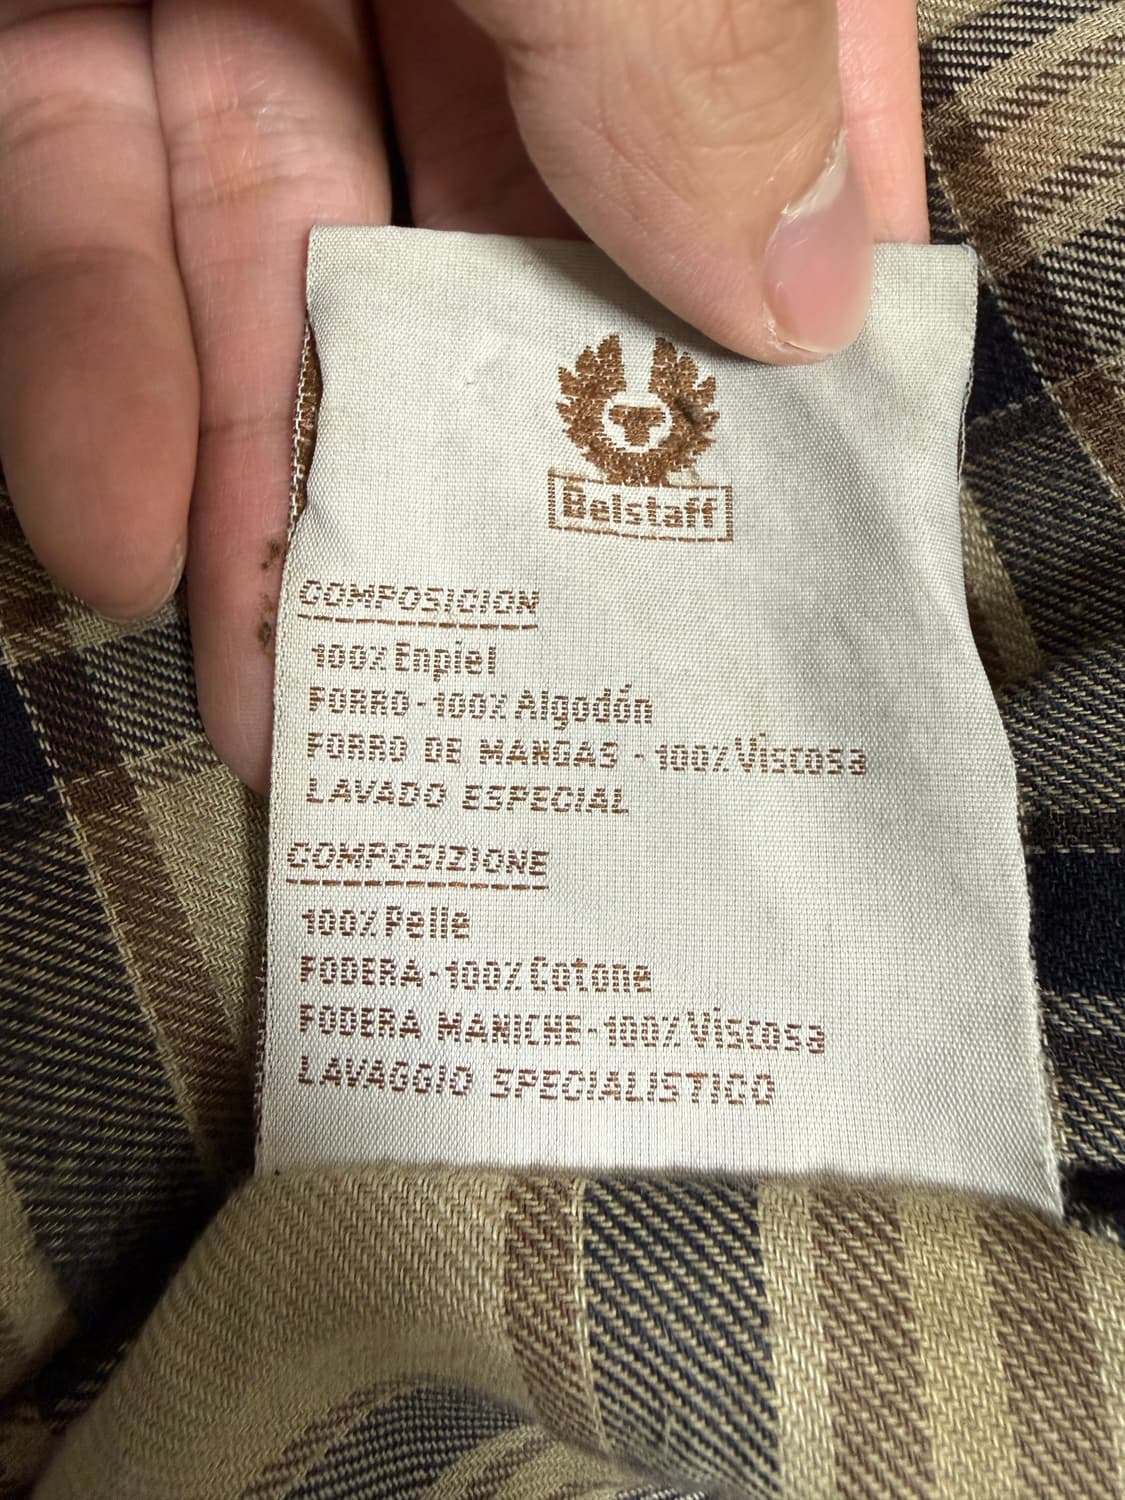 Belstaff
COMPOSICION
100% Enpiel
FORRO - 100% Algodón
FORRO DE MANGAS - 100% Viscosa
LAVADO ESPECIAL
COMPOSIZIONE
100% Pelle
FODERA - 100% Cotone
FODERA MANICHE - 100% Viscosa
LAVAGGIO SPECIALISTICO